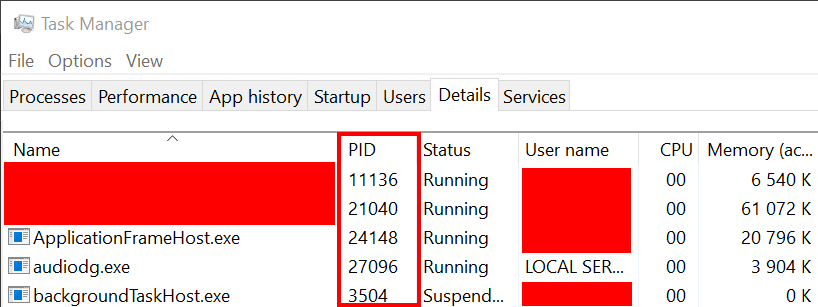 Task Manager
File Options View
Processes Performance App history Startup Users Details Services
Name PID Status User name CPU Memory (ac...
11136 Running 00 6 540 K
21040 Running 00 61 072 K
ApplicationFrameHost.exe 24148 Running 00 20 796 K
audiodg.exe 27096 Running LOCAL SER... 00 3 904 K
backgroundTaskHost.exe 3504 Suspend... 00 0 K